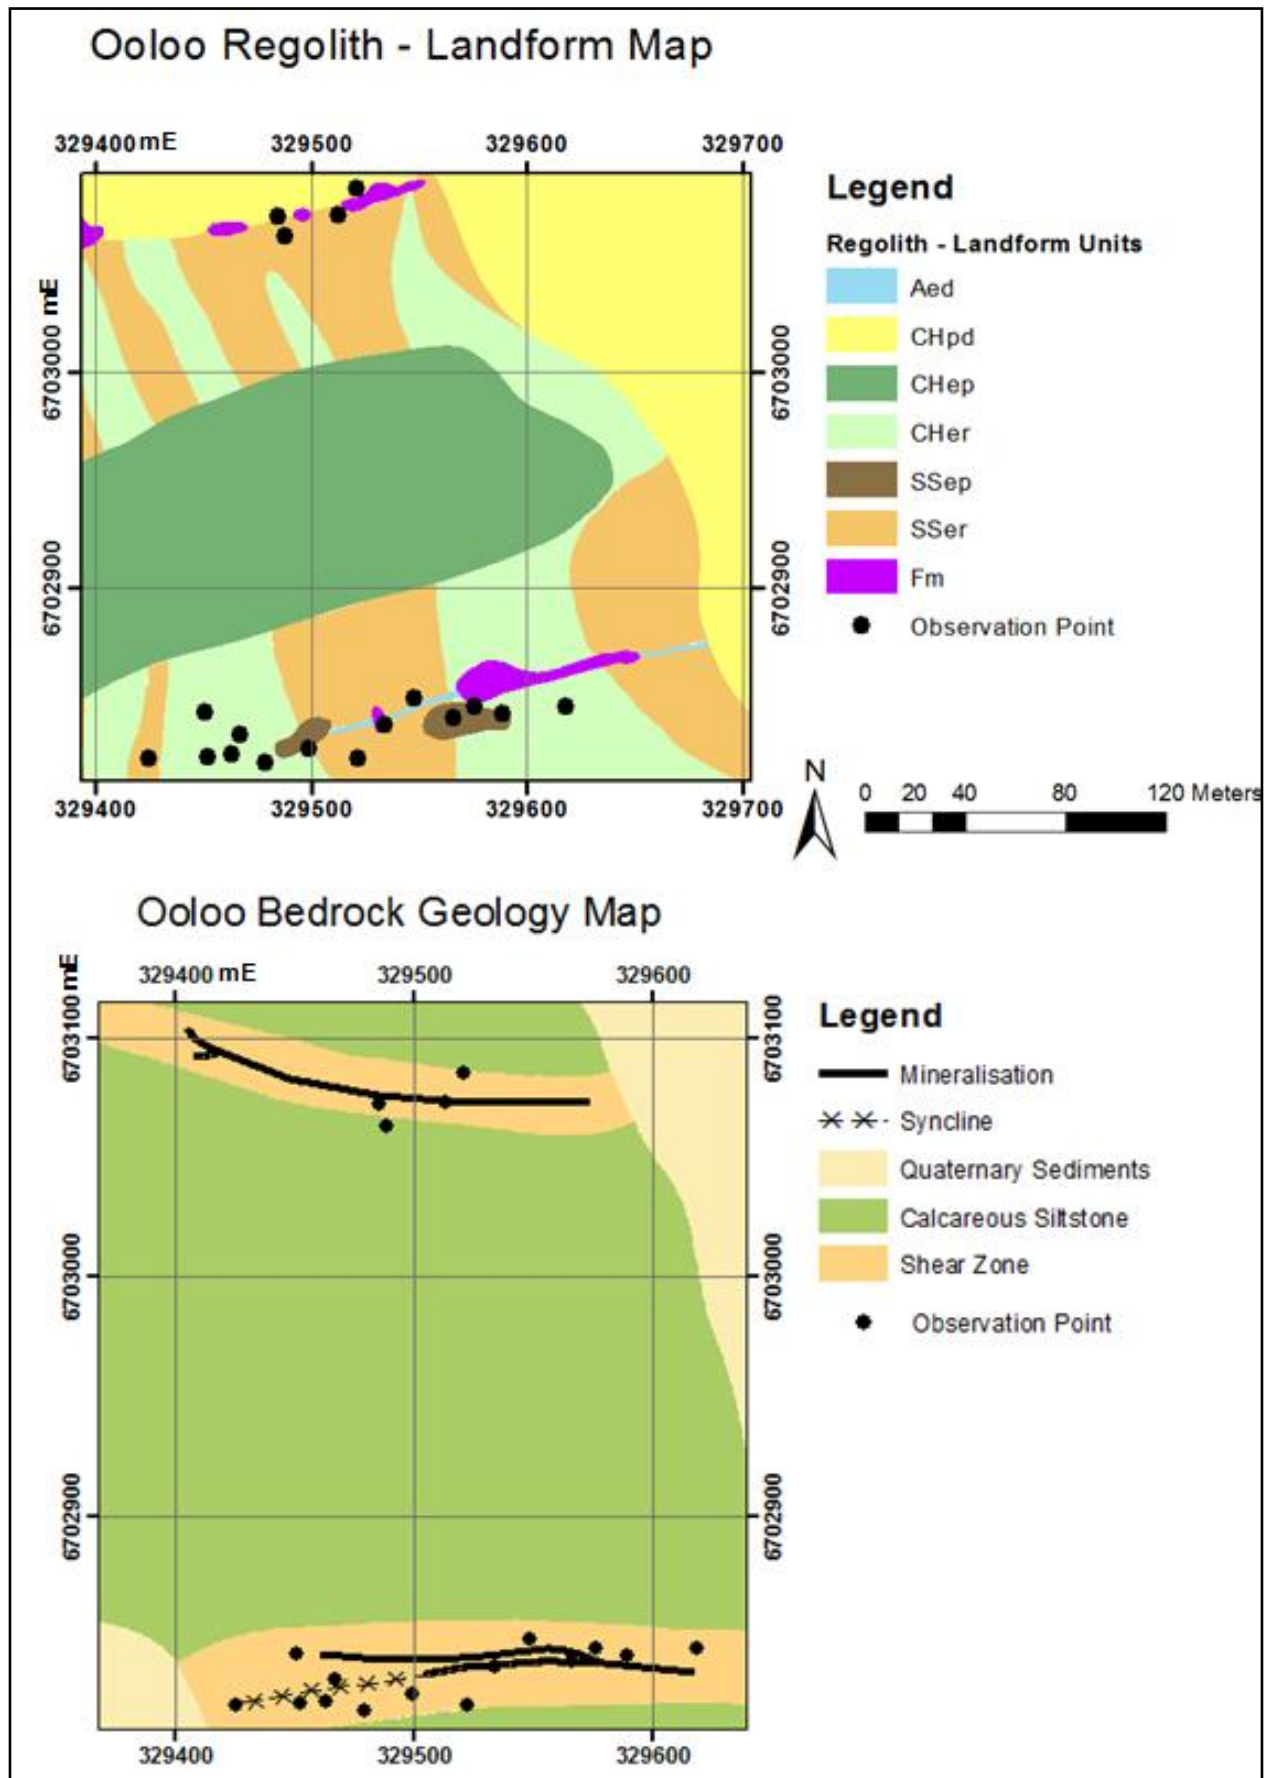 Ooloo Regolith - Landform Map
329400 mE 329500 329600 329700
Legend
Regolith - Landform Units
Aed
CHpd
CHep
CHer
SSep
SSer
Fm
Observation Point
mE
6703000
6702900
6703000
6702900
329400 329500 329600 329700
N
0 20 40 80 120 Meters
Ooloo Bedrock Geology Map
329400 mE 329500 329600
mE
6703100
6703000
6702900
6703100
6703000
6702900
Legend
Mineralisation
Syncline
Quaternary Sediments
Calcareous Siltstone
Shear Zone
Observation Point
329400 329500 329600